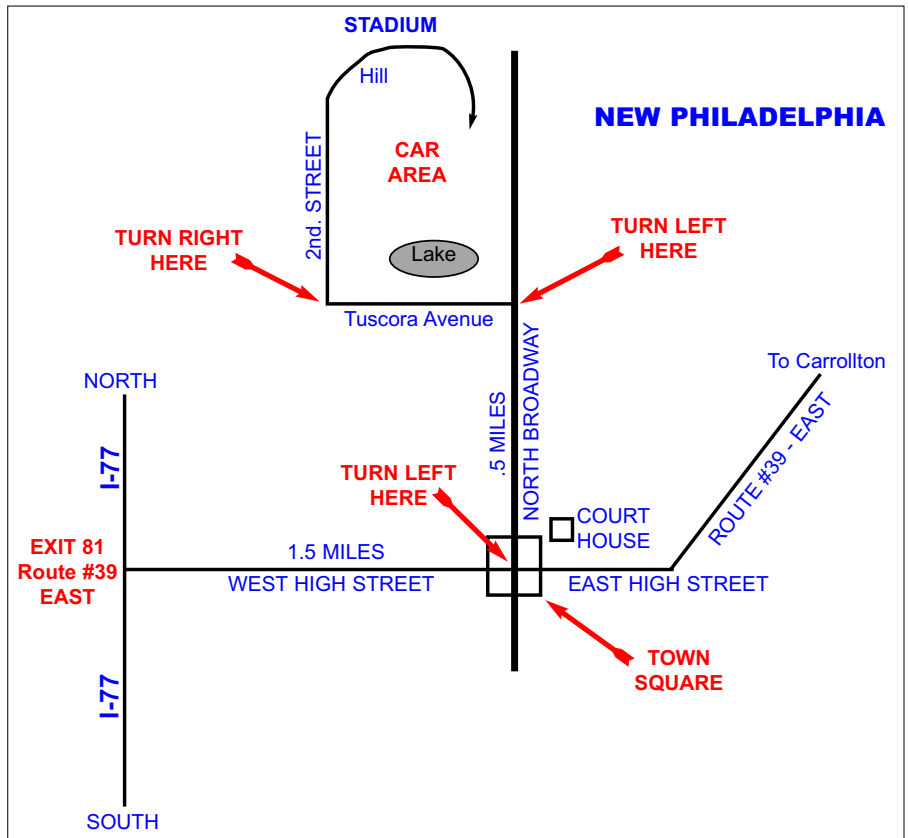 STADIUM
Hill
NEW PHILADELPHIA
CAR
AREA
2nd. STREET
TURN RIGHT
HERE
TURN LEFT
HERE
Lake
Tuscora Avenue
To Carrollton
NORTH
I-77
.5 MILES
NORTH BROADWAY
ROUTE #39 - EAST
TURN LEFT
HERE
COURT
HOUSE
EXIT 81
Route #39
EAST
1.5 MILES
WEST HIGH STREET
EAST HIGH STREET
TOWN
SQUARE
I-77
SOUTH